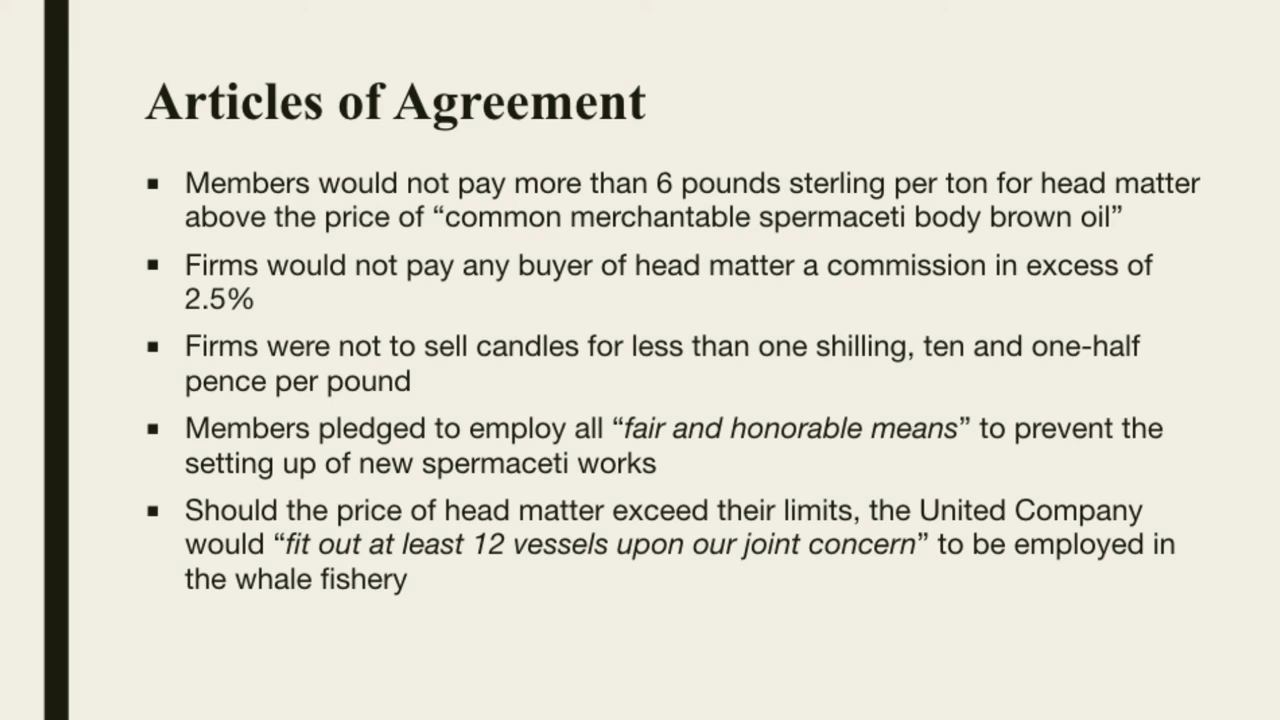 Articles of Agreement
▪ Members would not pay more than 6 pounds sterling per ton for head matter
above the price of “common merchantable spermaceti body brown oil”
▪ Firms would not pay any buyer of head matter a commission in excess of
2.5%
▪ Firms were not to sell candles for less than one shilling, ten and one-half
pence per pound
▪ Members pledged to employ all “fair and honorable means” to prevent the
setting up of new spermaceti works
▪ Should the price of head matter exceed their limits, the United Company
would “fit out at least 12 vessels upon our joint concern” to be employed in
the whale fishery